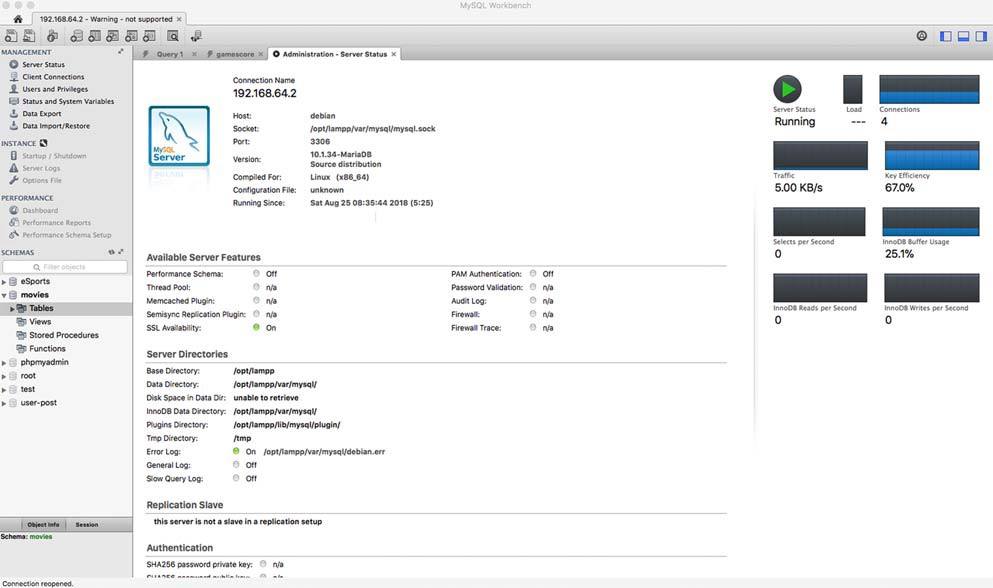 MySQL Workbench
192.168.64.2 - Warning - not supported
Query 1
gamescore
Administration - Server Status
MANAGEMENT
Server Status
Client Connections
Users and Privileges
Status and System Variables
Data Export
Data Import/Restore
INSTANCE
Startup / Shutdown
Server Logs
Options File
PERFORMANCE
Dashboard
Performance Reports
Performance Schema Setup
SCHEMAS
Filter objects
eSports
movies
Tables
Views
Stored Procedures
Functions
phpmyadmin
root
test
user-post
Object Info Session
Schema: movies
Connection reopened.
MySQL
Server
Connection Name
192.168.64.2
Host: debian
Socket: /opt/lampp/var/mysql/mysql.sock
Port: 3306
Version: 10.1.34-MariaDB
Source distribution
Compiled For: Linux (x86_64)
Configuration File: unknown
Running Since: Sat Aug 25 08:35:44 2018 (5:25)
Available Server Features
Performance Schema: Off
Thread Pool: n/a
Memcached Plugin: n/a
Semisync Replication Plugin: n/a
SSL Availability: On
PAM Authentication: Off
Password Validation: n/a
Audit Log: n/a
Firewall: n/a
Firewall Trace: n/a
Server Directories
Base Directory: /opt/lampp
Data Directory: /opt/lampp/var/mysql/
Disk Space in Data Dir: unable to retrieve
InnoDB Data Directory: /opt/lampp/var/mysql/
Plugins Directory: /opt/lampp/lib/mysql/plugin/
Tmp Directory: /tmp
Error Log: On /opt/lampp/var/mysql/debian.err
General Log: Off
Slow Query Log: Off
Replication Slave
this server is not a slave in a replication setup
Authentication
SHA256 password private key: n/a
SHA256 password public key: n/a
Server Status
Running
Load
---
Connections
4
Traffic
5.00 KB/s
Key Efficiency
67.0%
Selects per Second
0
InnoDB Buffer Usage
25.1%
InnoDB Reads per Second
0
InnoDB Writes per Second
0